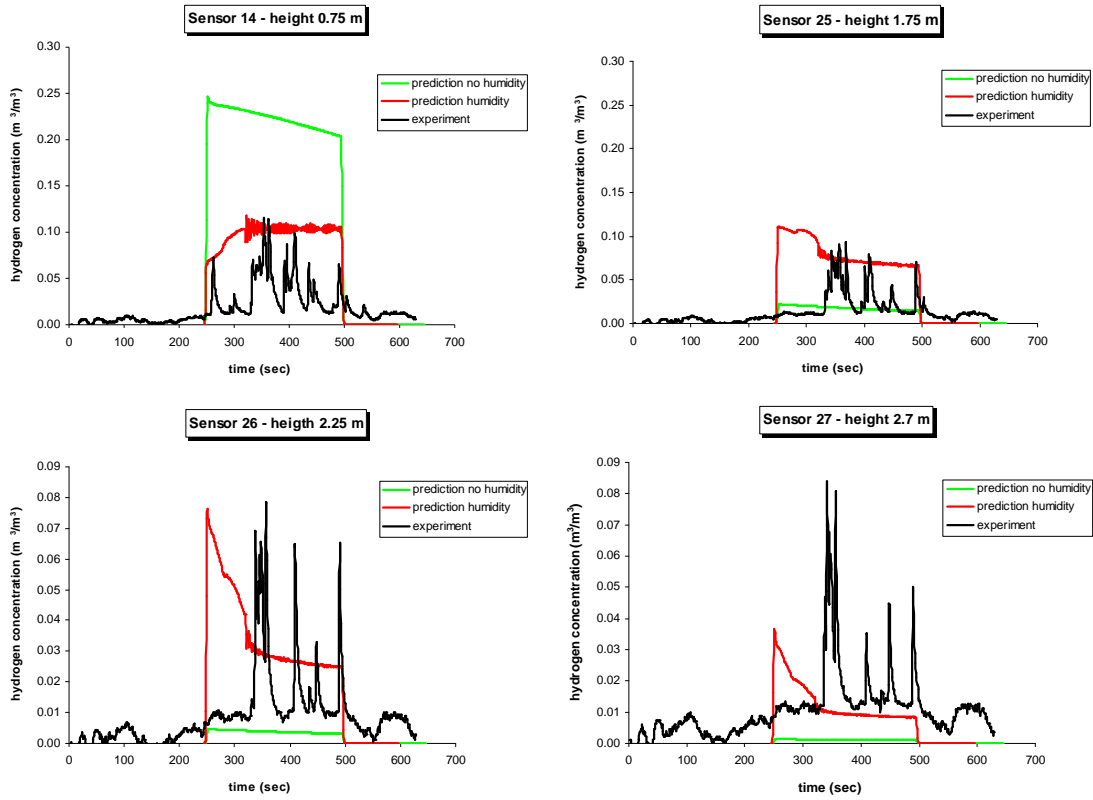 Sensor 14 - height 0.75 m
hydrogen concentration (m ³/m³)
0.30
0.25
0.20
0.15
0.10
0.05
0.00
0 100 200 300 400 500 600 700
time (sec)
prediction no humidity
prediction humidity
experiment
Sensor 25 - height 1.75 m
hydrogen concentration (m ³/m³)
0.30
0.25
0.20
0.15
0.10
0.05
0.00
0 100 200 300 400 500 600 700
time (sec)
prediction no humidity
prediction humidity
experiment
Sensor 26 - heigth 2.25 m
hydrogen concentration (m ³/m³)
0.09
0.08
0.07
0.06
0.05
0.04
0.03
0.02
0.01
0.00
0 100 200 300 400 500 600 700
time (sec)
prediction no humidity
prediction humidity
experiment
Sensor 27 - height 2.7 m
hydrogen concentration (m³/m³)
0.09
0.08
0.07
0.06
0.05
0.04
0.03
0.02
0.01
0.00
0 100 200 300 400 500 600 700
time (sec)
prediction no humidity
prediction humidity
experiment